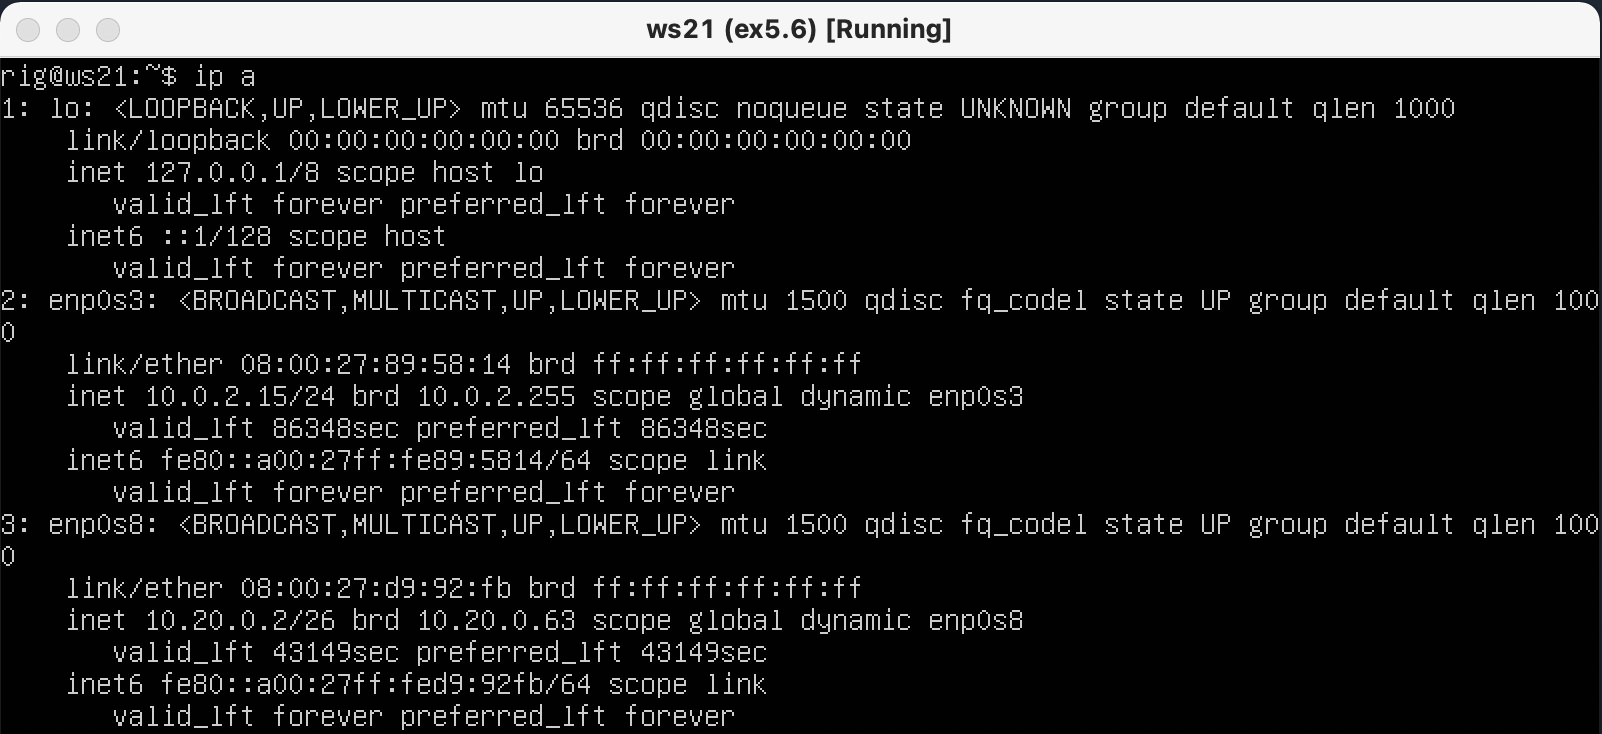 ws21 (ex5.6) [Running]
rig@ws21:~$ ip a
1: lo: <LOOPBACK,UP,LOWER_UP> mtu 65536 qdisc noqueue state UNKNOWN group default qlen 1000
    link/loopback 00:00:00:00:00:00 brd 00:00:00:00:00:00
    inet 127.0.0.1/8 scope host lo
       valid_lft forever preferred_lft forever
    inet6 ::1/128 scope host
       valid_lft forever preferred_lft forever
2: enp0s3: <BROADCAST,MULTICAST,UP,LOWER_UP> mtu 1500 qdisc fq_codel state UP group default qlen 100
0
    link/ether 08:00:27:89:58:14 brd ff:ff:ff:ff:ff:ff
    inet 10.0.2.15/24 brd 10.0.2.255 scope global dynamic enp0s3
       valid_lft 86348sec preferred_lft 86348sec
    inet6 fe80::a00:27ff:fe89:5814/64 scope link
       valid_lft forever preferred_lft forever
3: enp0s8: <BROADCAST,MULTICAST,UP,LOWER_UP> mtu 1500 qdisc fq_codel state UP group default qlen 100
0
    link/ether 08:00:27:d9:92:fb brd ff:ff:ff:ff:ff:ff
    inet 10.20.0.2/26 brd 10.20.0.63 scope global dynamic enp0s8
       valid_lft 43149sec preferred_lft 43149sec
    inet6 fe80::a00:27ff:fed9:92fb/64 scope link
       valid_lft forever preferred_lft forever